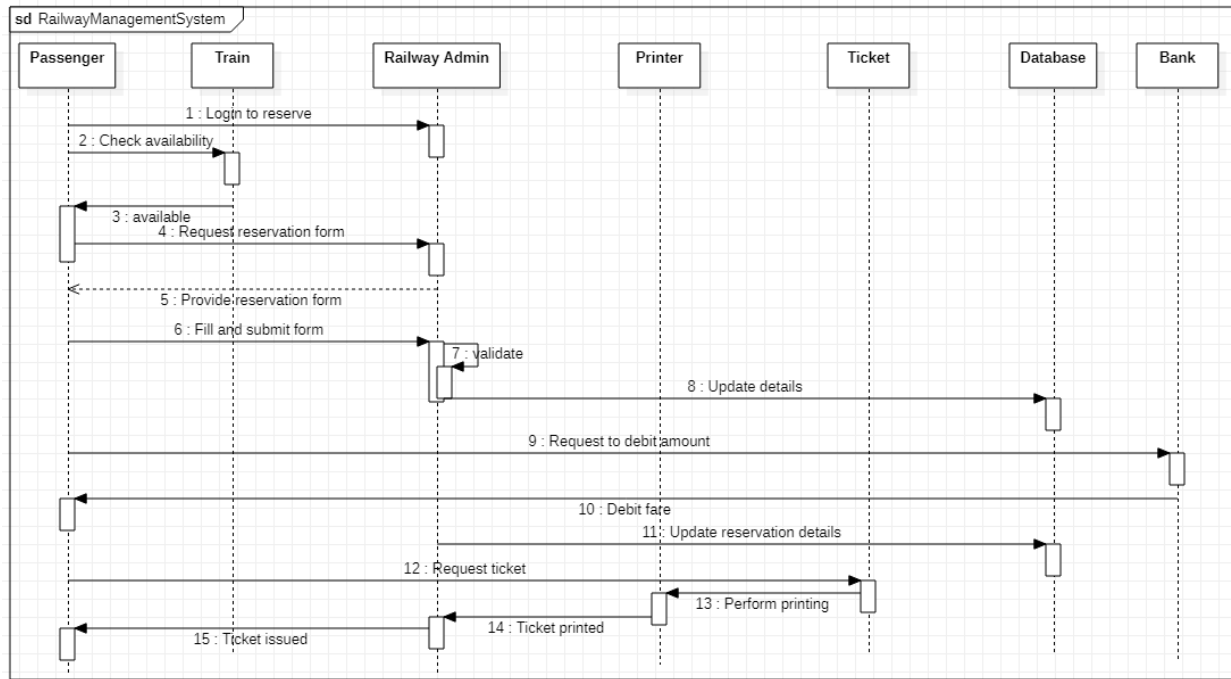 sd RailwayManagementSystem
Passenger
Train
Railway Admin
Printer
Ticket
Database
Bank
1 : Login to reserve
2 : Check availability
3 : available
4 : Request reservation form
5 : Provide reservation form
6 : Fill and submit form
7 : validate
8 : Update details
9 : Request to debit amount
10 : Debit fare
11 : Update reservation details
12 : Request ticket
13 : Perform printing
14 : Ticket printed
15 : Ticket issued